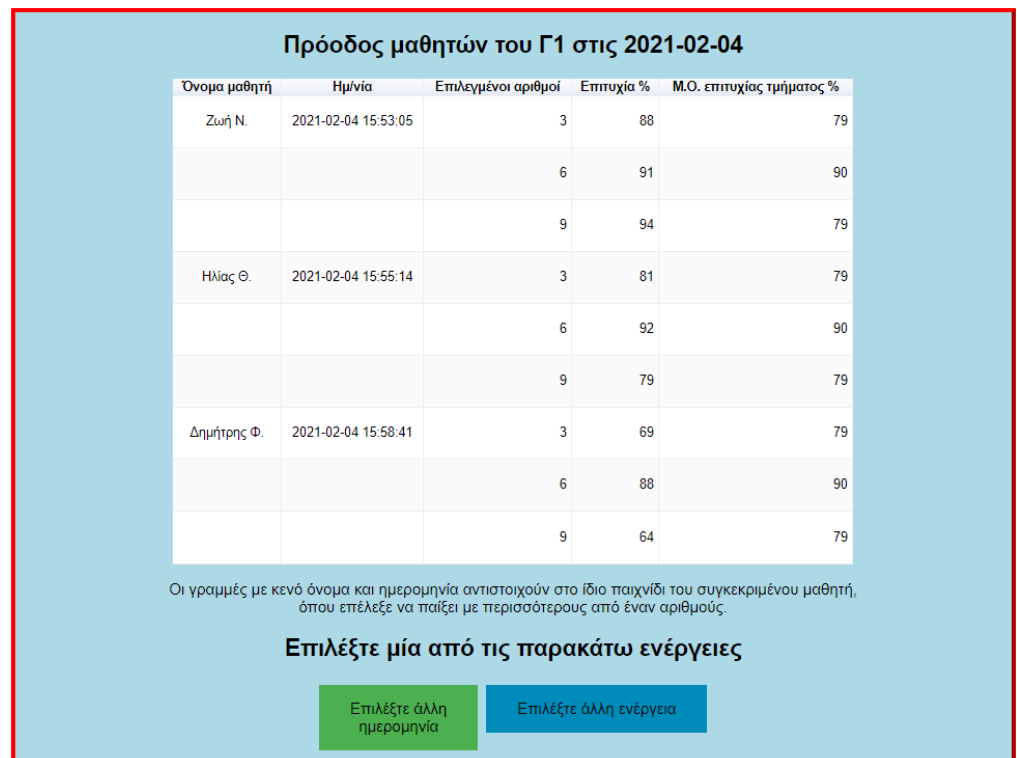 Πρόοδος μαθητών του Γ1 στις 2021-02-04
Όνομα μαθητή Ημ/νία Επιλεγμένοι αριθμοί Επιτυχία % Μ.Ο. επιτυχίας τμήματος %
Ζωή Ν. 2021-02-04 15:53:05 3 88 79
6 91 90
9 94 79
Ηλίας Θ. 2021-02-04 15:55:14 3 81 79
6 92 90
9 79 79
Δημήτρης Φ. 2021-02-04 15:58:41 3 69 79
6 88 90
9 64 79
Οι γραμμές με κενό όνομα και ημερομηνία αντιστοιχούν στο ίδιο παιχνίδι του συγκεκριμένου μαθητή,
όπου επέλεξε να παίξει με περισσότερους από έναν αριθμούς.
Επιλέξτε μία από τις παρακάτω ενέργειες
Επιλέξτε άλλη
ημερομηνία
Επιλέξτε άλλη ενέργεια